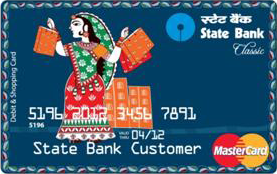 स्टेट बैंक
State Bank
Classic
Debit & Shopping Card
5196 2012 3456 7891
5196
04/12
State Bank Customer
MasterCard